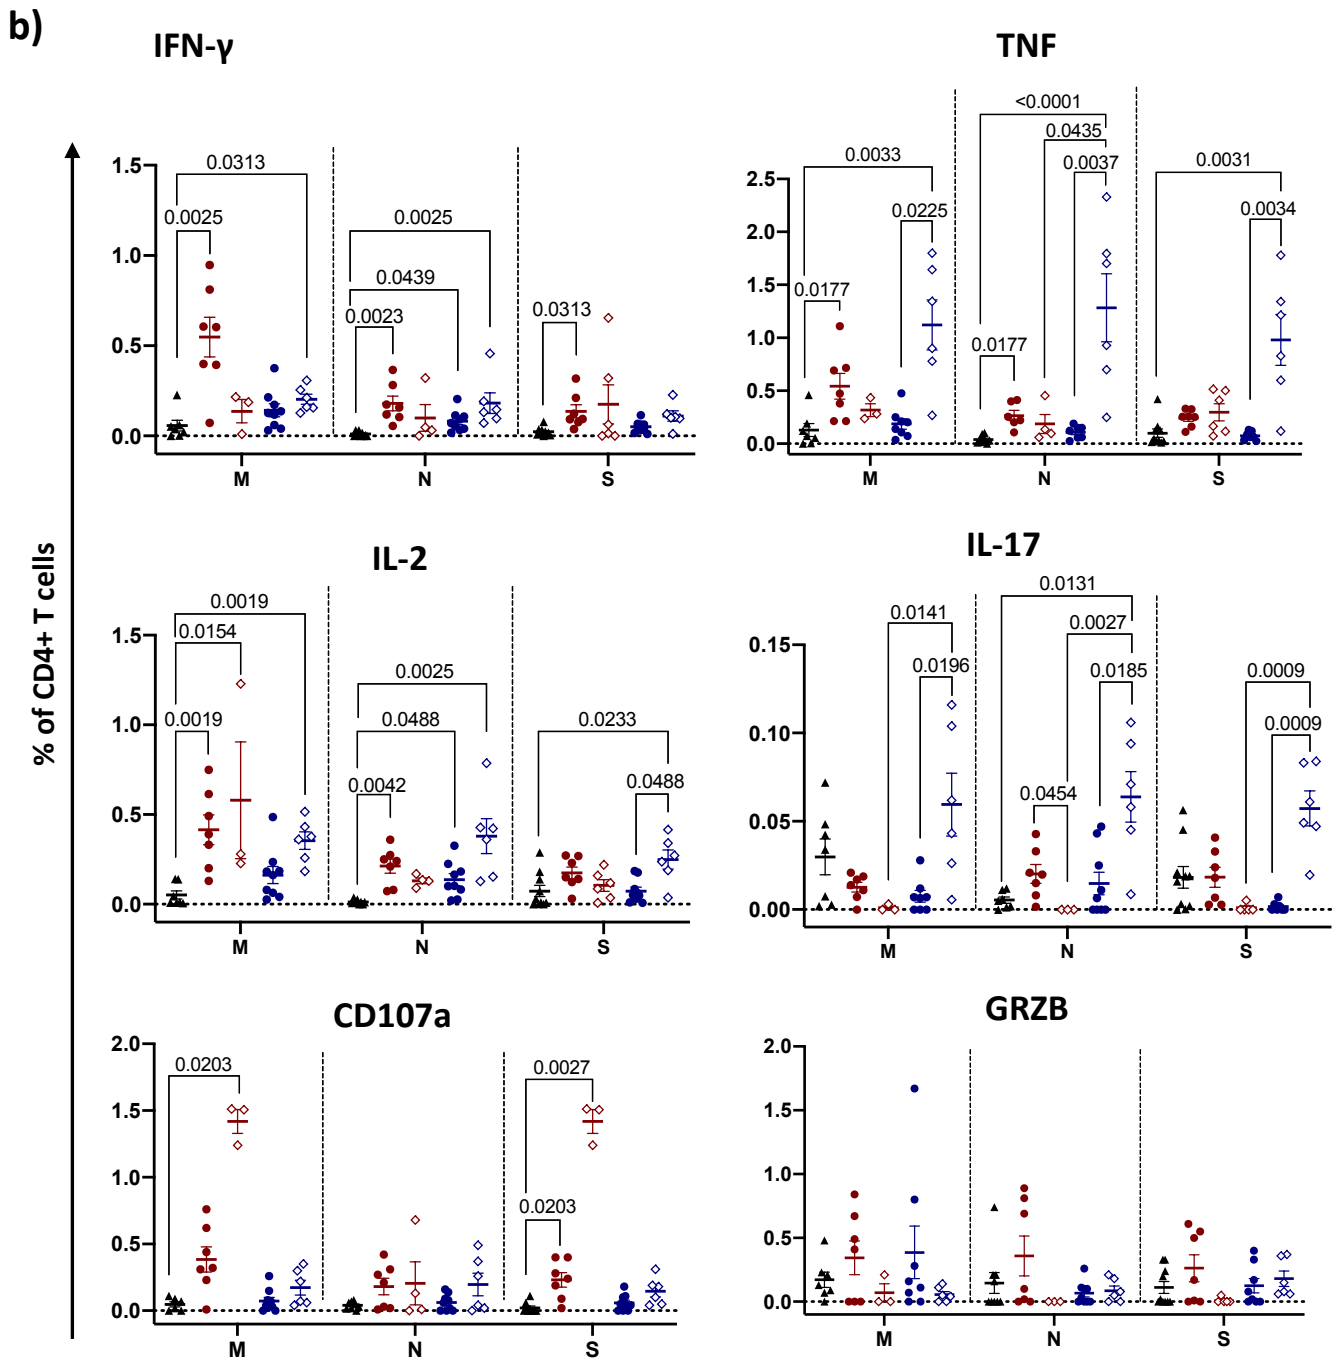 b)
IFN-γ
TNF
% of CD4+ T cells
1.5
1.0
0.5
0.0
0.0313
0.0025
0.0025
0.0439
0.0023
0.0313
M
N
S
2.5
2.0
1.5
1.0
0.5
0.0
0.0033
0.0225
0.0177
<0.0001
0.0435
0.0037
0.0177
0.0031
0.0034
M
N
S
IL-2
1.5
1.0
0.5
0.0
0.0019
0.0154
0.0019
0.0025
0.0488
0.0042
0.0233
0.0488
M
N
S
IL-17
0.15
0.10
0.05
0.00
0.0141
0.0196
0.0131
0.0027
0.0185
0.0454
0.0009
0.0009
M
N
S
CD107a
2.0
1.5
1.0
0.5
0.0
0.0203
0.0027
0.0203
M
N
S
GRZB
2.0
1.5
1.0
0.5
0.0
M
N
S